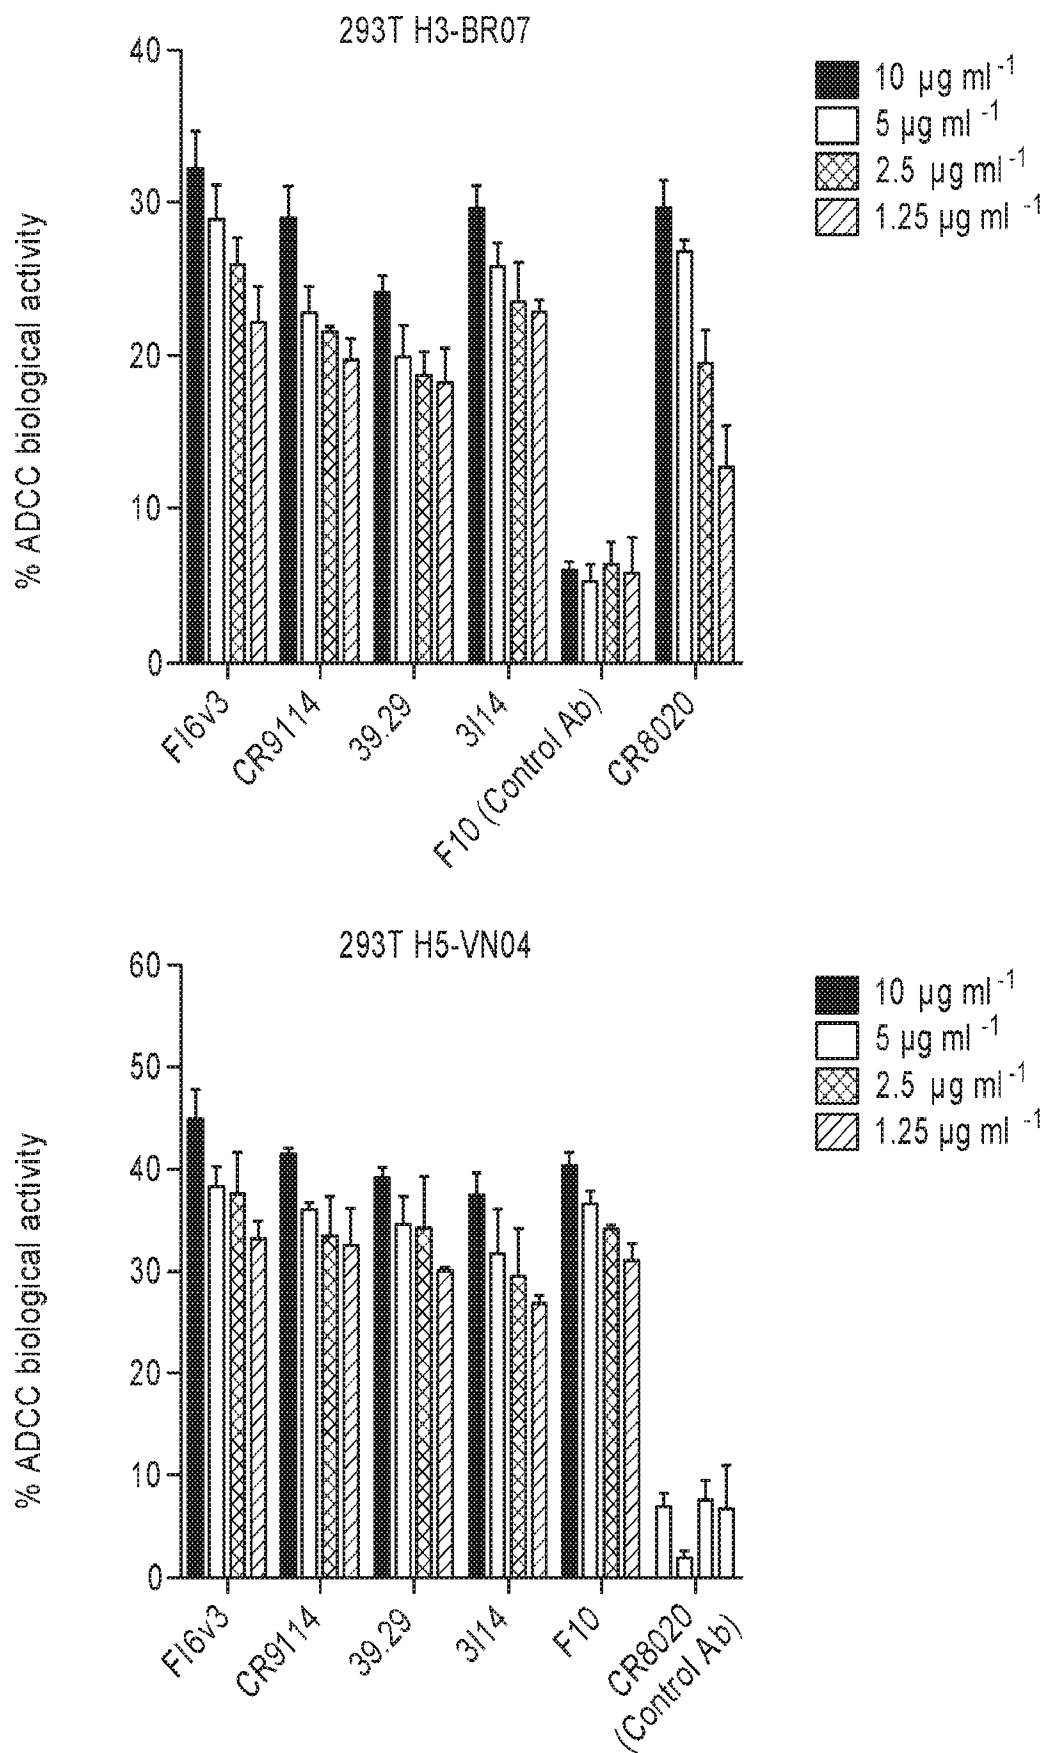 293T H3-BR07
40
30
20
10
0
% ADCC biological activity
10 µg ml -1
5 µg ml -1
2.5 µg ml -1
1.25 µg ml -1
FI6v3
CR9114
39.29
3I14
F10 (Control Ab)
CR8020
293T H5-VN04
60
50
40
30
20
10
0
% ADCC biological activity
10 µg ml -1
5 µg ml -1
2.5 µg ml -1
1.25 µg ml -1
FI6v3
CR9114
39.29
3I14
F10
CR8020
(Control Ab)